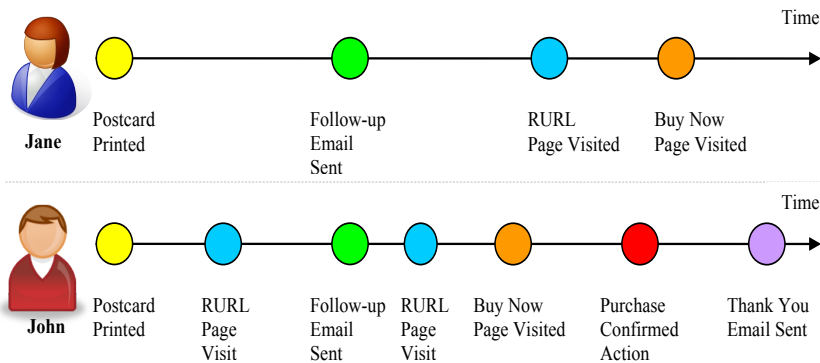 Time
Jane
Postcard
Printed
Follow-up
Email
Sent
RURL
Page Visited
Buy Now
Page Visited
Time
John
Postcard
Printed
RURL
Page
Visit
Follow-up
Email
Sent
RURL
Page
Visit
Buy Now
Page Visited
Purchase
Confirmed
Action
Thank You
Email Sent